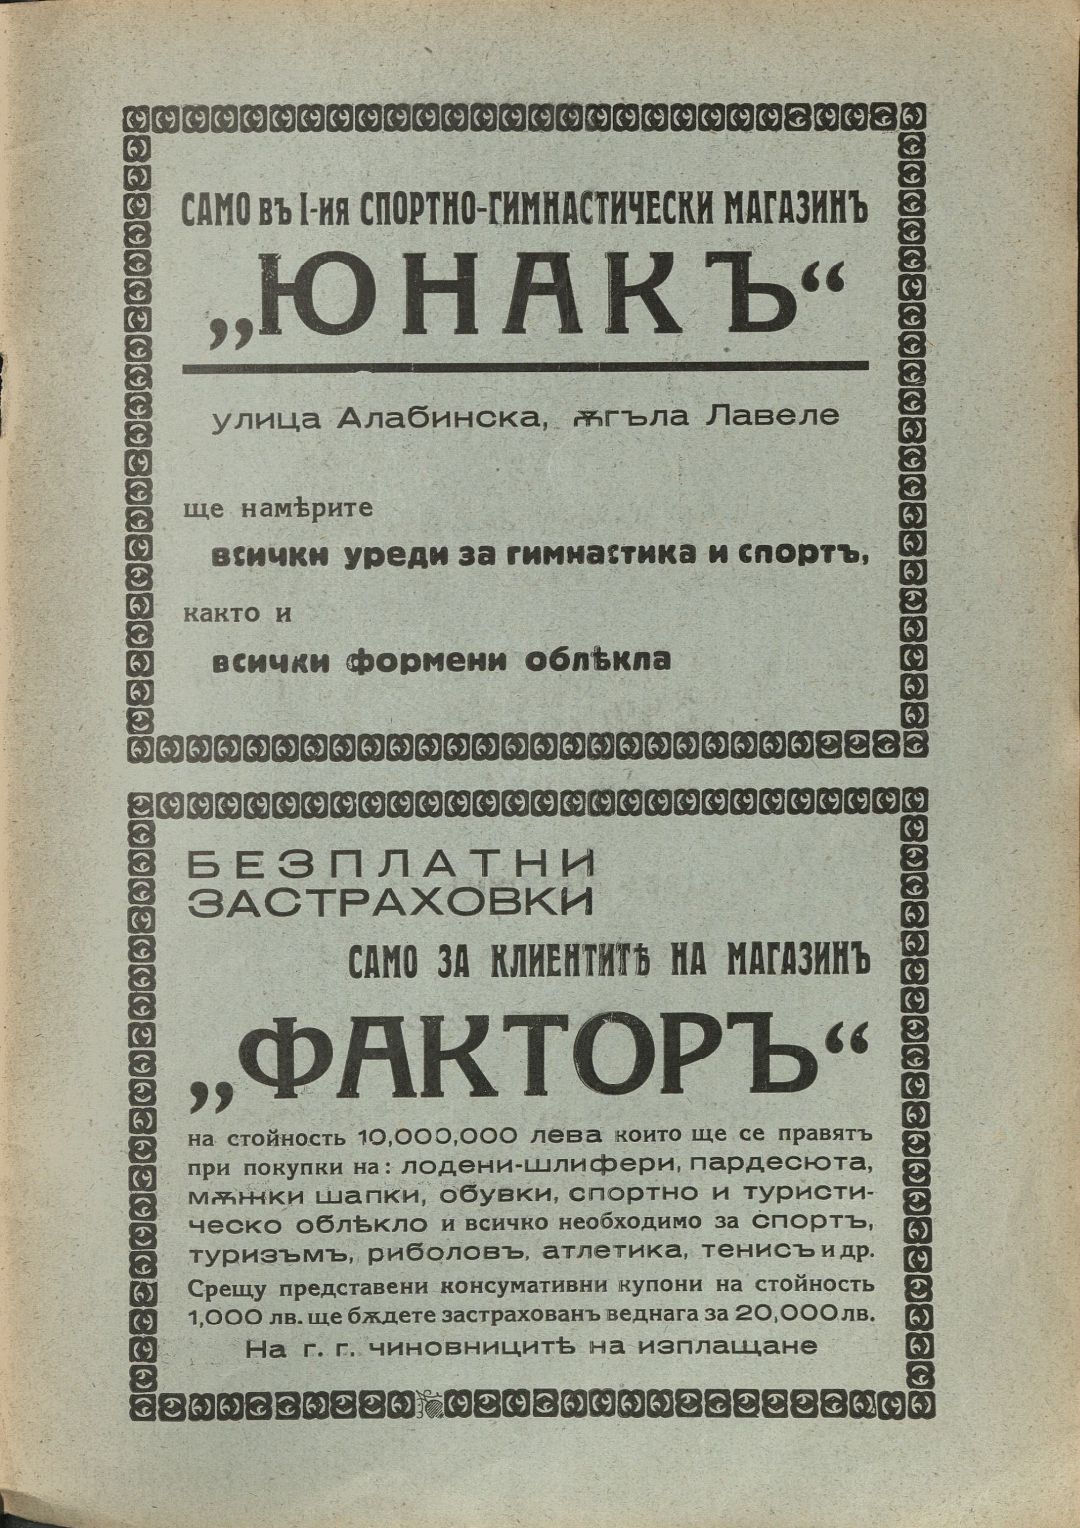 САМО въ I-ия СПОРТНО-ГИМНАСТИЧЕСКИ МАГАЗИНЪ
„ЮНАКЪ“
улица Алабинска, ѫгъла Лавеле
ще намѣрите
всички уреди за гимнастика и спортъ,
както и
всички формени облѣкла
БЕЗПЛАТНИ
ЗАСТРАХОВКИ
САМО ЗА КЛИЕНТИТѢ НА МАГАЗИНЪ
„ФАКТОРЪ“
на стойность 10,000,000 лева които ще се правятъ
при покупки на: лодени-шлифери, пардесюта,
мѫжки шапки, обувки, спортно и туристи-
ческо облѣкло и всичко необходимо за спортъ,
туризъмъ, риболовъ, атлетика, тенисъ и др.
Срещу представени консумативни купони на стойность
1,000 лв. ще бѫдете застрахованъ веднага за 20,000 лв.
На г. г. чиновницитѣ на изплащане